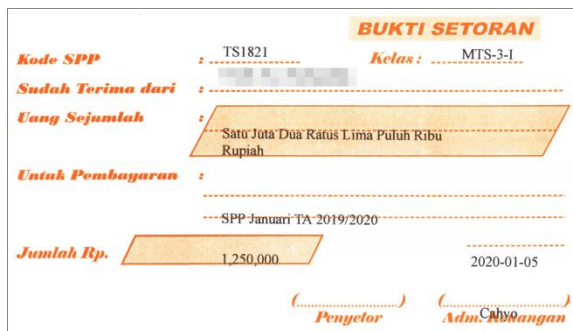 BUKTI SETORAN
Kode SPP : TS1821 Kelas : MTS-3-I
Sudah Terima dari :
Uang Sejumlah :
Satu Juta Dua Ratus Lima Puluh Ribu
Rupiah
Untuk Pembayaran :
SPP Januari TA 2019/2020
Jumlah Rp. 1,250,000 2020-01-05
(....................) (....................)
Cahyo
Penyetor Adm. Keuangan